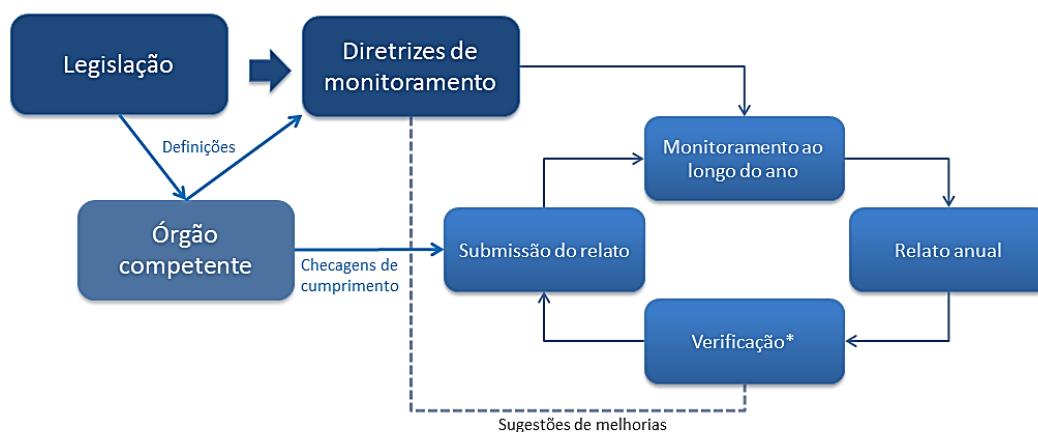 Legislação
Diretrizes de
monitoramento
Definições
Monitoramento ao
longo do ano
Órgão
competente
Checagens de
cumprimento
Submissão do relato
Relato anual
Verificação*
Sugestões de melhorias